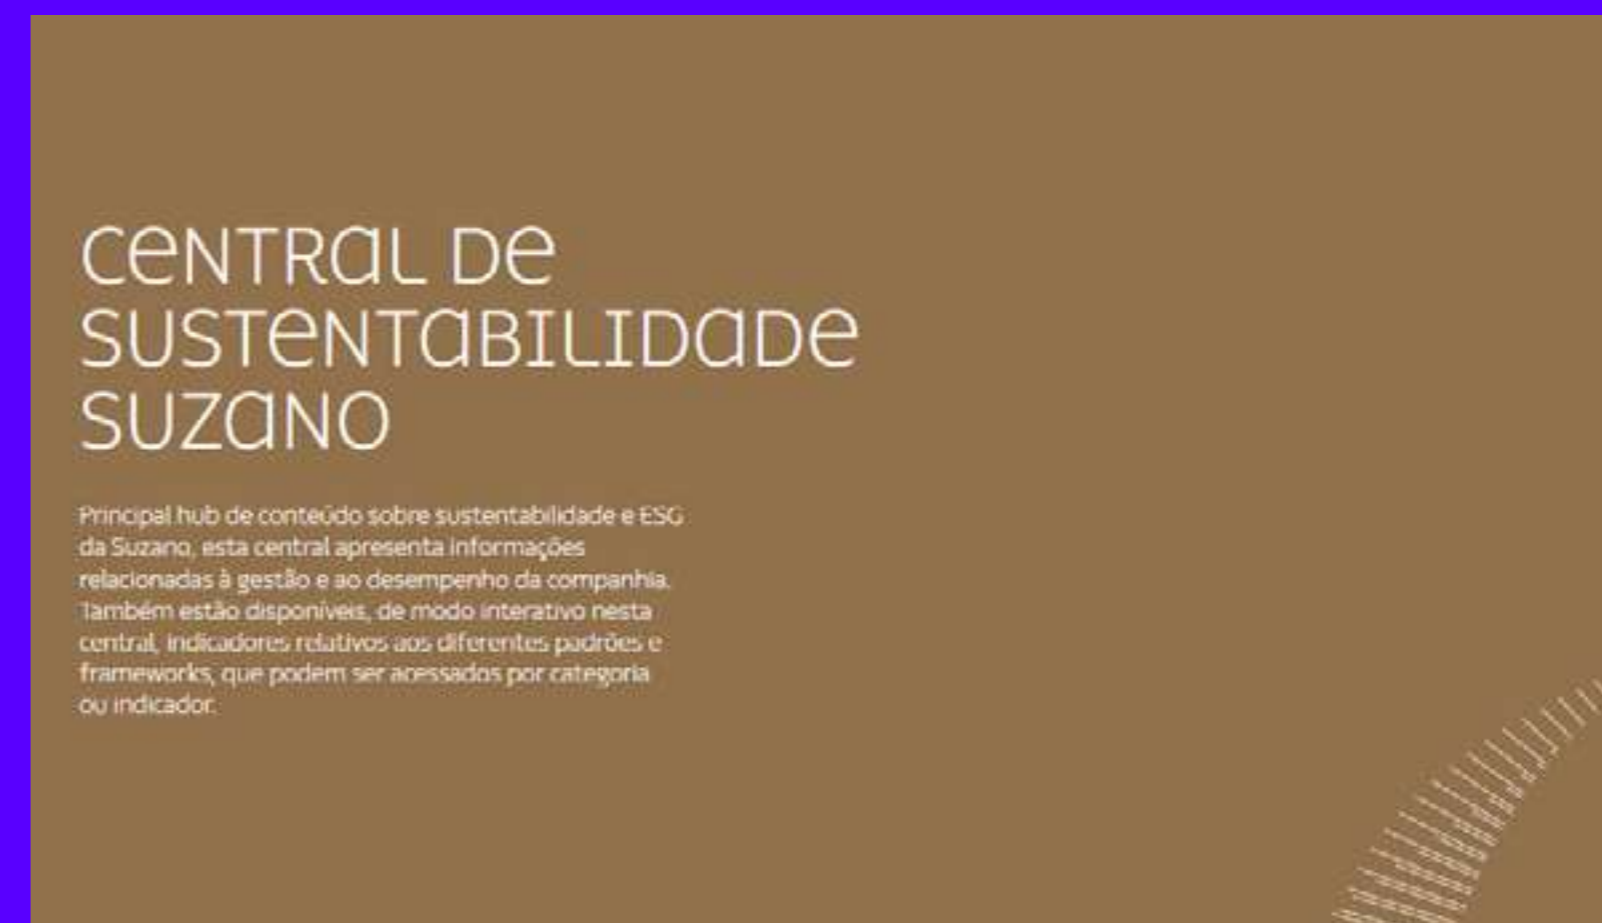 CeNTRaL De
SUSTeNTaBILIDaDe
SUZaNO
Principal hub de conteúdo sobre sustentabilidade e ESG
da Suzano, esta central apresenta informações
relacionadas à gestão e ao desempenho da companhia.
Também estão disponíveis, de modo interativo nesta
central, indicadores relativos aos diferentes padrões e
frameworks, que podem ser acessados por categoria
ou indicador.